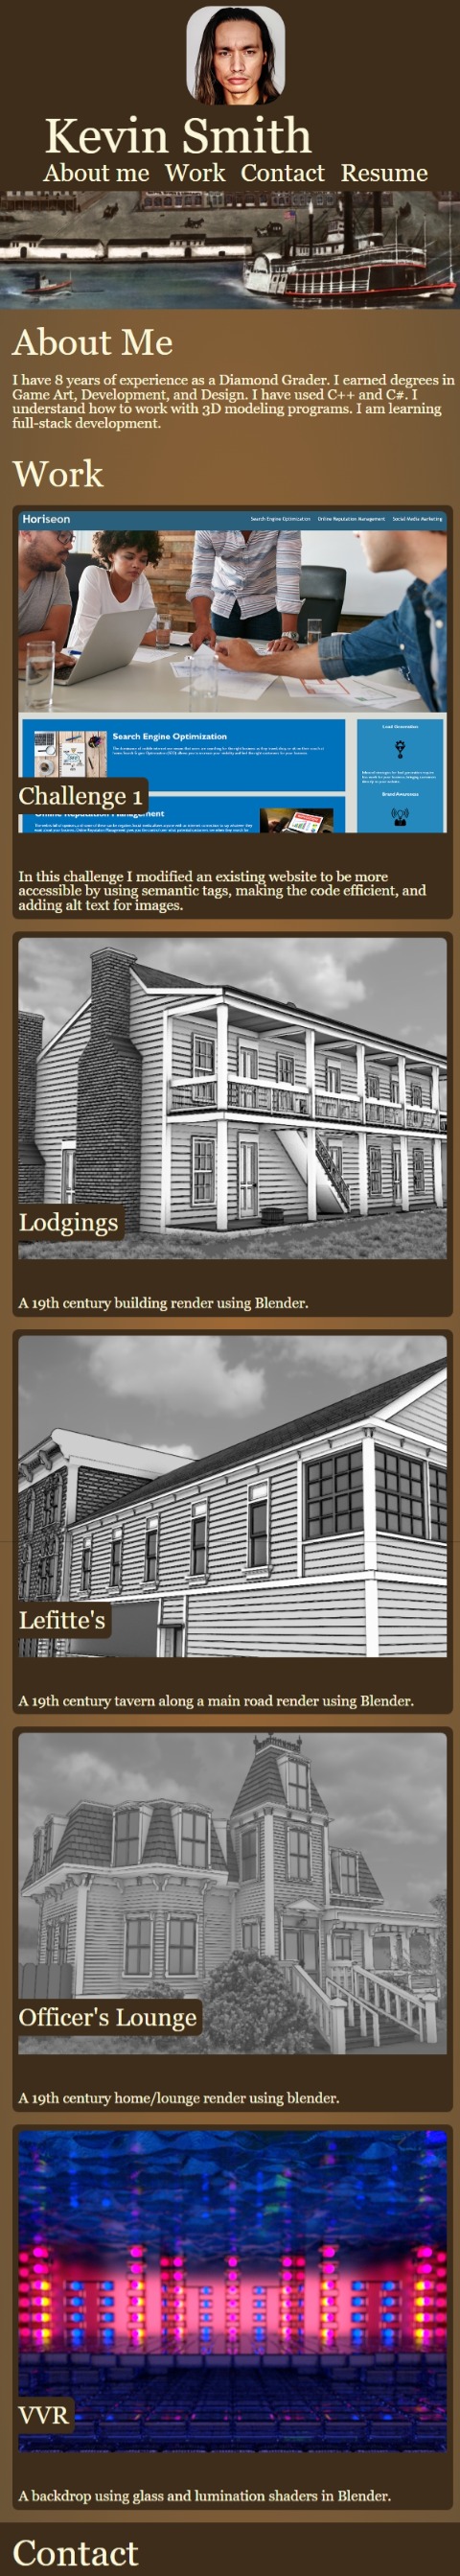 Kevin Smith
About me Work Contact Resume
About Me
I have 8 years of experience as a Diamond Grader. I earned degrees in
Game Art, Development, and Design. I have used C++ and C#. I
understand how to work with 3D modeling programs. I am learning
full-stack development.
Work
Horiseon
Search Engine Optimization Online Reputation Management Social Media Marketing
Search Engine Optimization
Lead Generation
Brand Awareness
Online Reputation Management
Challenge 1
In this challenge I modified an existing website to be more
accessible by using semantic tags, making the code efficient, and
adding alt text for images.
Lodgings
A 19th century building render using Blender.
Lefitte's
A 19th century tavern along a main road render using Blender.
Officer's Lounge
A 19th century home/lounge render using blender.
VVR
A backdrop using glass and lumination shaders in Blender.
Contact